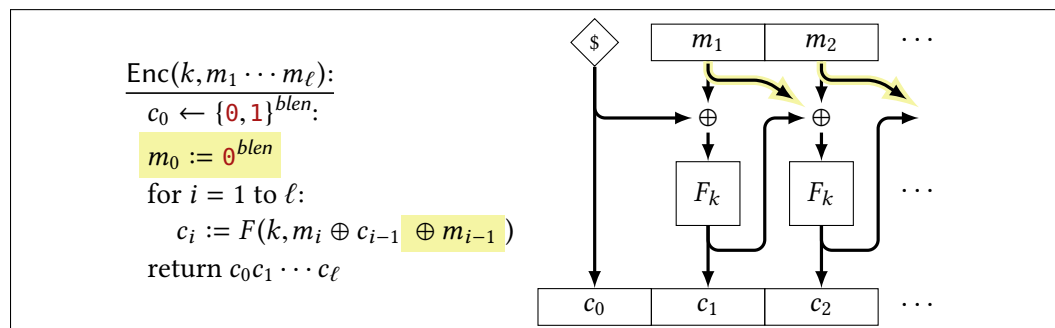 Enc(k, m₁ ⋯ m_ℓ):
c₀ ← {0, 1}^{blen}:
m₀ := 0^{blen}
for i = 1 to ℓ:
c_i := F(k, m_i ⊕ c_{i−1} ⊕ m_{i−1} )
return c₀c₁ ⋯ c_ℓ
$ m₁ m₂ ⋯
⊕ ⊕
F_k F_k ⋯
c₀ c₁ c₂ ⋯